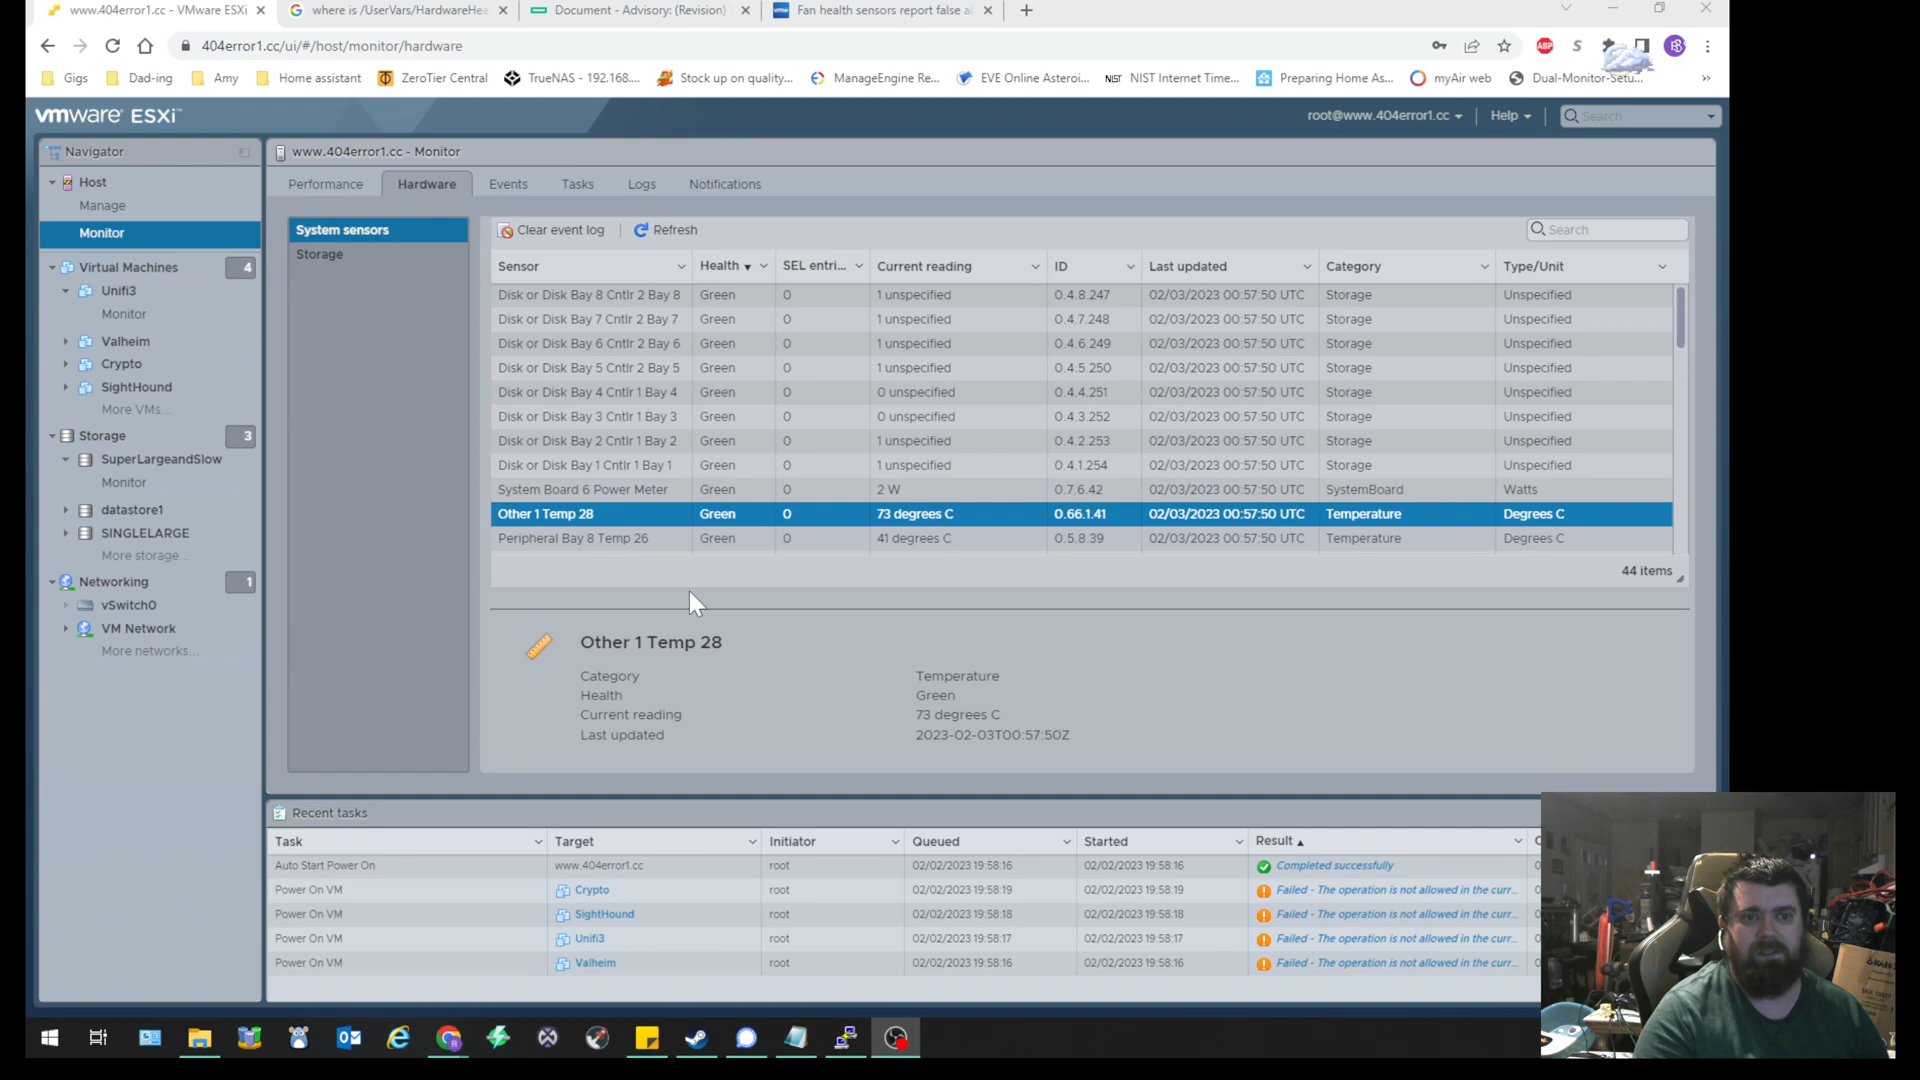 www.404error1.cc - VMware ESXi
where is /UserVars/HardwareHea
Document - Advisory: (Revision)
vmw
Fan health sensors report false a
404error1.cc/ui/#/host/monitor/hardware
ABP
Gigs
Dad-ing
Amy
Home assistant
ZeroTier Central
TrueNAS - 192.168....
Stock up on quality...
ManageEngine Re...
EVE Online Asteroi...
NIST
NIST Internet Time...
Preparing Home As...
myAir web
Dual-Monitor-Setu...
vmware ESXi
root@www.404error1.cc
Help
Search
Navigator
www.404error1.cc - Monitor
Host
Manage
Monitor
Virtual Machines 4
Unifi3
Monitor
Valheim
Crypto
SightHound
More VMs...
Storage 3
SuperLargeandSlow
Monitor
datastore1
SINGLELARGE
More storage...
Networking 1
vSwitch0
VM Network
More networks...
Performance Hardware Events Tasks Logs Notifications
System sensors
Storage
Clear event log Refresh Search
Sensor Health SEL entri... Current reading ID Last updated Category Type/Unit
Disk or Disk Bay 8 Cntlr 2 Bay 8 Green 0 1 unspecified 0.4.8.247 02/03/2023 00:57:50 UTC Storage Unspecified
Disk or Disk Bay 7 Cntlr 2 Bay 7 Green 0 1 unspecified 0.4.7.248 02/03/2023 00:57:50 UTC Storage Unspecified
Disk or Disk Bay 6 Cntlr 2 Bay 6 Green 0 1 unspecified 0.4.6.249 02/03/2023 00:57:50 UTC Storage Unspecified
Disk or Disk Bay 5 Cntlr 2 Bay 5 Green 0 1 unspecified 0.4.5.250 02/03/2023 00:57:50 UTC Storage Unspecified
Disk or Disk Bay 4 Cntlr 1 Bay 4 Green 0 0 unspecified 0.4.4.251 02/03/2023 00:57:50 UTC Storage Unspecified
Disk or Disk Bay 3 Cntlr 1 Bay 3 Green 0 0 unspecified 0.4.3.252 02/03/2023 00:57:50 UTC Storage Unspecified
Disk or Disk Bay 2 Cntlr 1 Bay 2 Green 0 1 unspecified 0.4.2.253 02/03/2023 00:57:50 UTC Storage Unspecified
Disk or Disk Bay 1 Cntlr 1 Bay 1 Green 0 1 unspecified 0.4.1.254 02/03/2023 00:57:50 UTC Storage Unspecified
System Board 6 Power Meter Green 0 2 W 0.7.6.42 02/03/2023 00:57:50 UTC SystemBoard Watts
Other 1 Temp 28 Green 0 73 degrees C 0.66.1.41 02/03/2023 00:57:50 UTC Temperature Degrees C
Peripheral Bay 8 Temp 26 Green 0 41 degrees C 0.5.8.39 02/03/2023 00:57:50 UTC Temperature Degrees C
44 items
Other 1 Temp 28
Category Temperature
Health Green
Current reading 73 degrees C
Last updated 2023-02-03T00:57:50Z
Recent tasks
Task Target Initiator Queued Started Result
Auto Start Power On www.404error1.cc root 02/02/2023 19:58:16 02/02/2023 19:58:16 Completed successfully
Power On VM Crypto root 02/02/2023 19:58:19 02/02/2023 19:58:19 Failed - The operation is not allowed in the curr...
Power On VM SightHound root 02/02/2023 19:58:18 02/02/2023 19:58:18 Failed - The operation is not allowed in the curr...
Power On VM Unifi3 root 02/02/2023 19:58:17 02/02/2023 19:58:17 Failed - The operation is not allowed in the curr...
Power On VM Valheim root 02/02/2023 19:58:16 02/02/2023 19:58:16 Failed - The operation is not allowed in the curr...